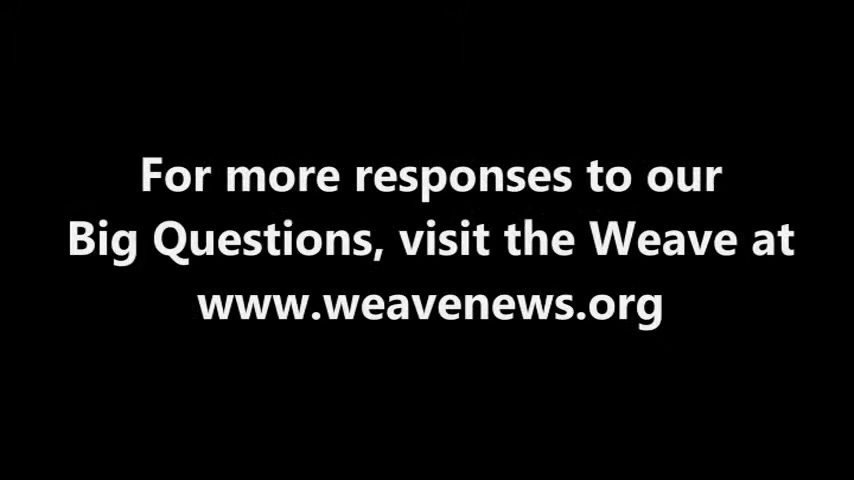 For more responses to our
Big Questions, visit the Weave at
www.weavenews.org